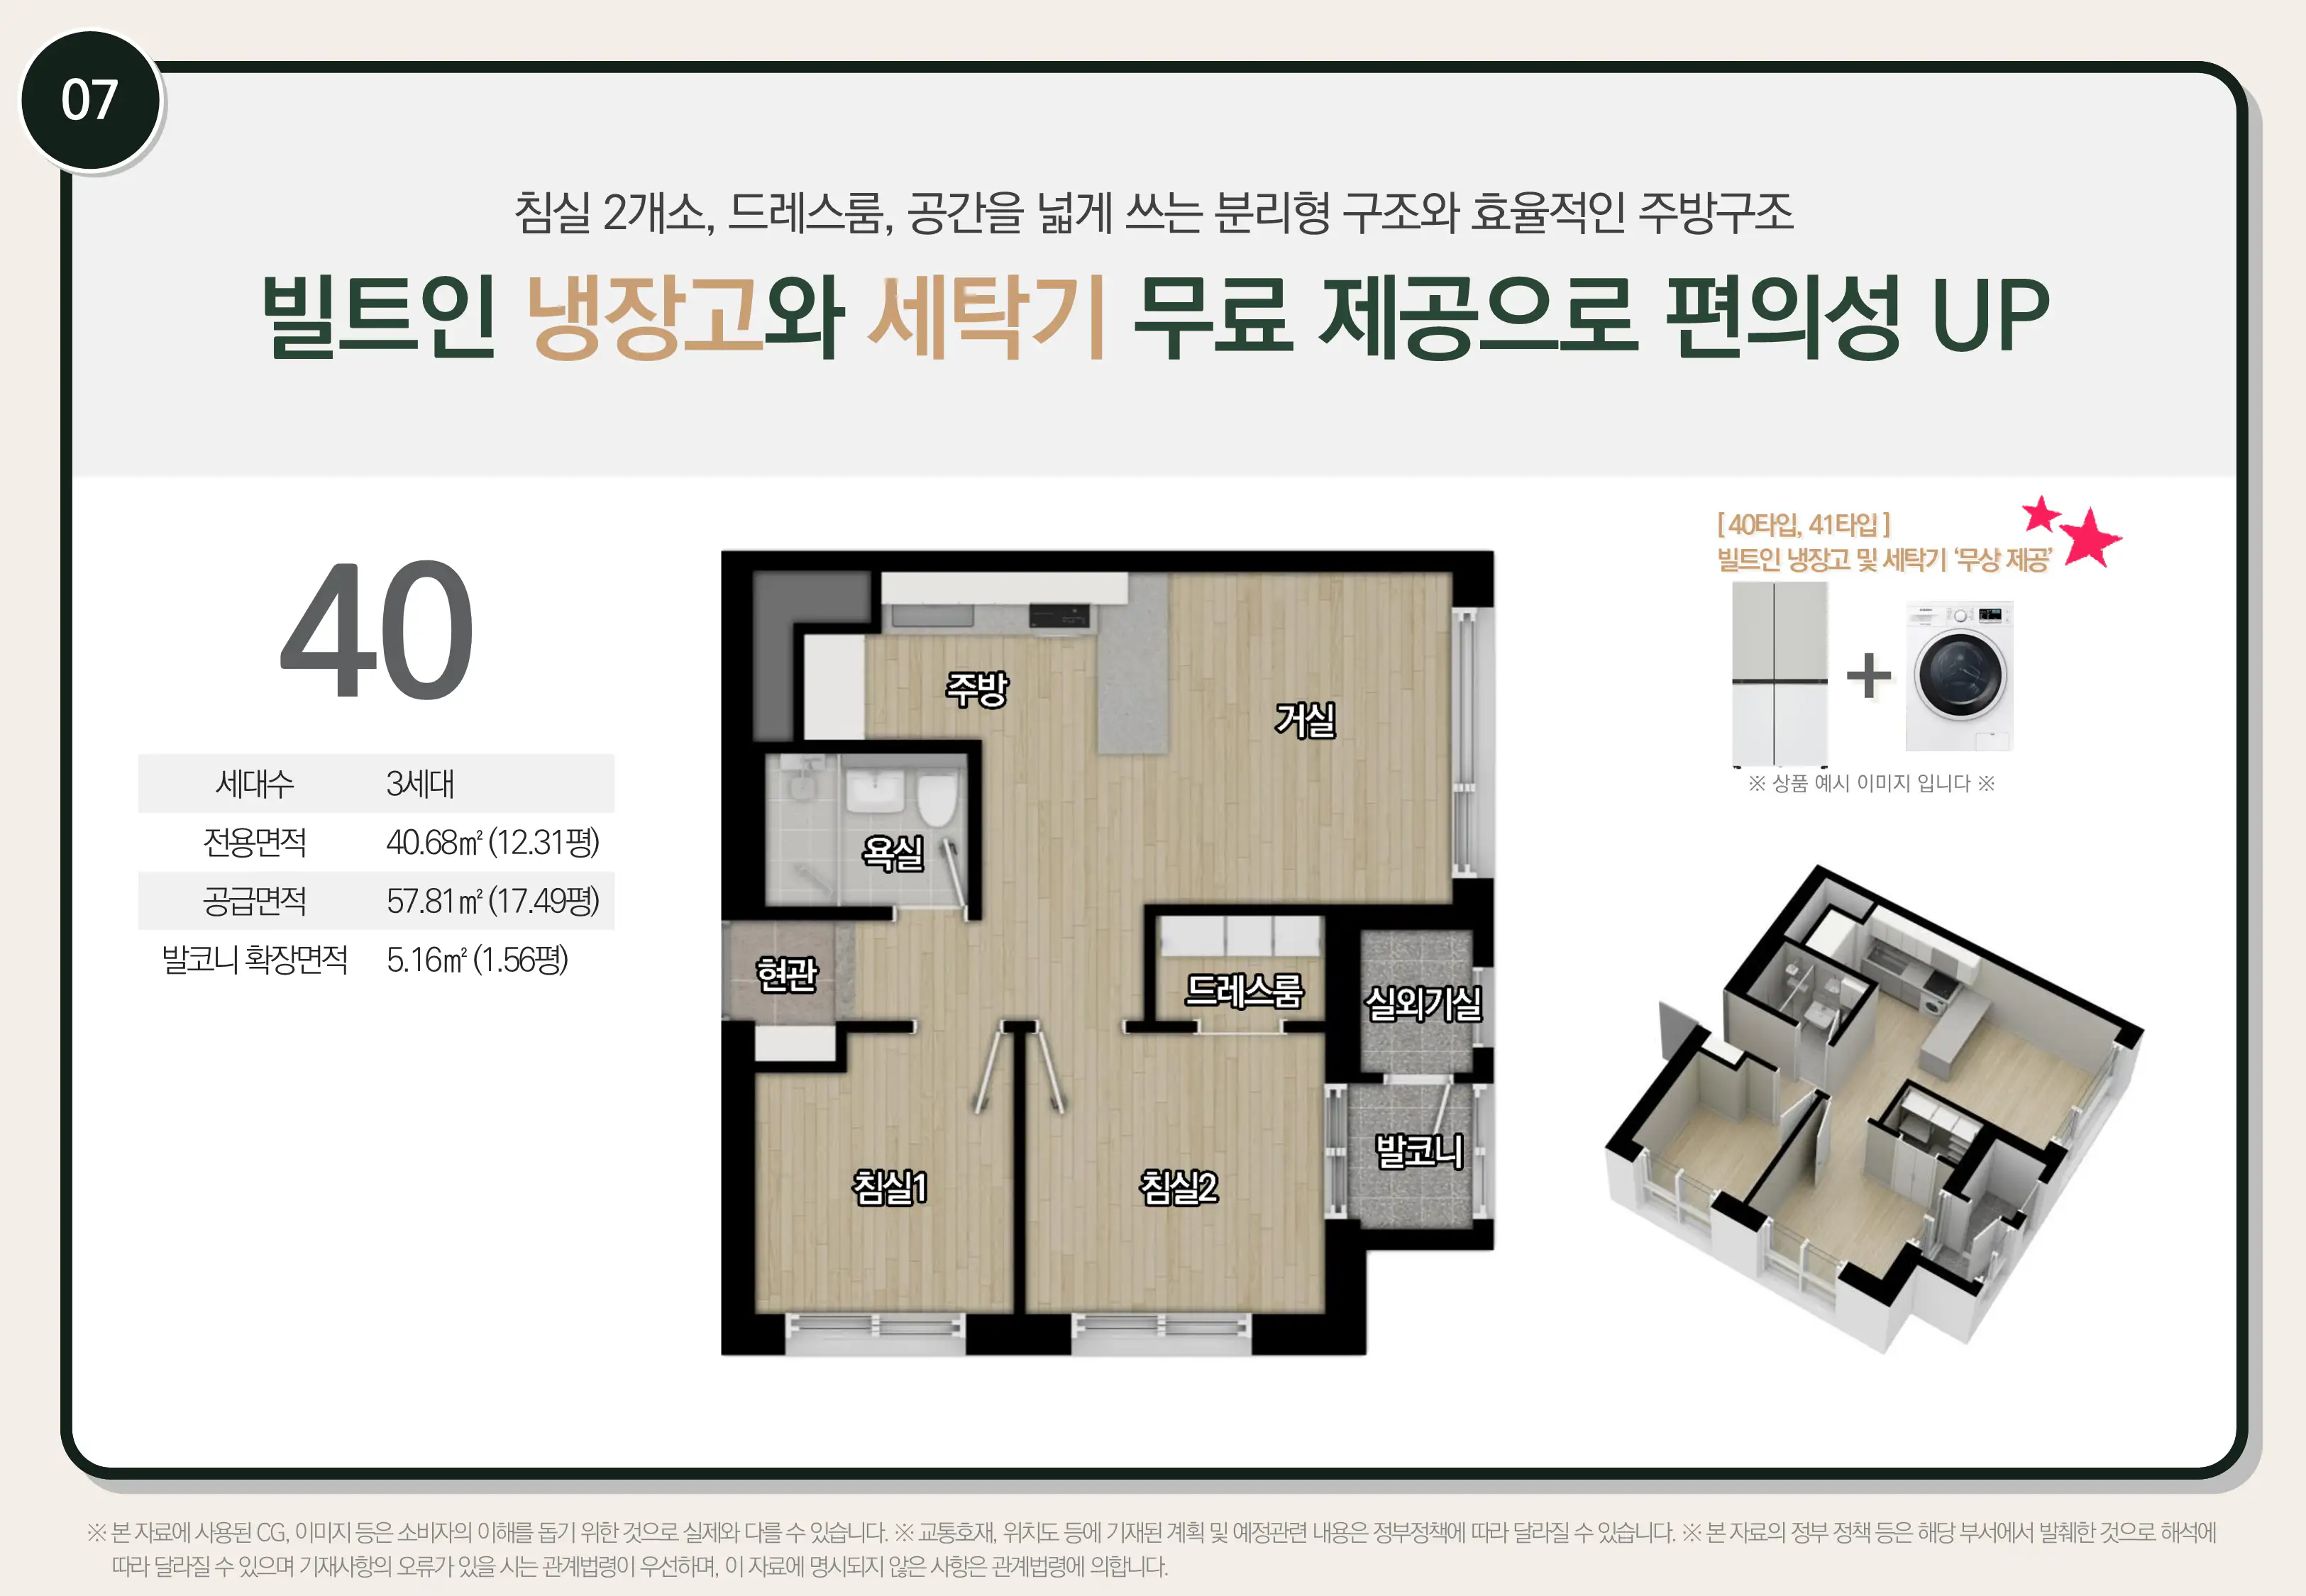 07
침실 2개소, 드레스룸, 공간을 넓게 쓰는 분리형 구조와 효율적인 주방구조
빌트인 냉장고와 세탁기 무료 제공으로 편의성 UP
40
세대수 3세대
전용면적 40.68㎡ (12.31평)
공급면적 57.81㎡ (17.49평)
발코니 확장면적 5.16㎡ (1.56평)
주방
거실
욕실
현관
드레스룸
실외기실
발코니
침실1
침실2
[ 40타입, 41타입 ]
빌트인 냉장고 및 세탁기 ‘무상 제공’
+
※ 상품 예시 이미지 입니다 ※
※ 본 자료에 사용된 CG, 이미지 등은 소비자의 이해를 돕기 위한 것으로 실제와 다를 수 있습니다. ※ 교통호재, 위치도 등에 기재된 계획 및 예정관련 내용은 정부정책에 따라 달라질 수 있습니다. ※ 본 자료의 정부 정책 등은 해당 부서에서 발췌한 것으로 해석에
따라 달라질 수 있으며 기재사항의 오류가 있을 시는 관계법령이 우선하며, 이 자료에 명시되지 않은 사항은 관계법령에 의합니다.